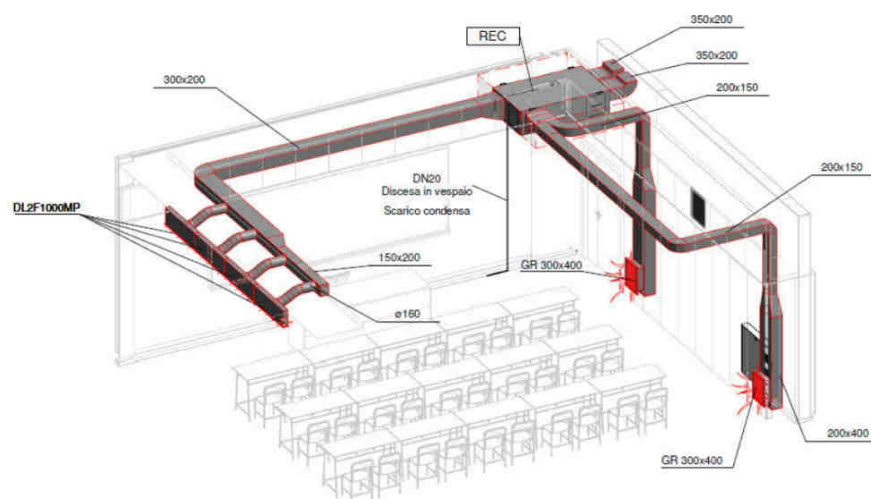 350x200
REC
350x200
300x200
200x150
DN20
Discesa in vespaio
Scarico condensa
200x150
DL2F1000MP
150x200
GR 300x400
ø160
200x400
GR 300x400